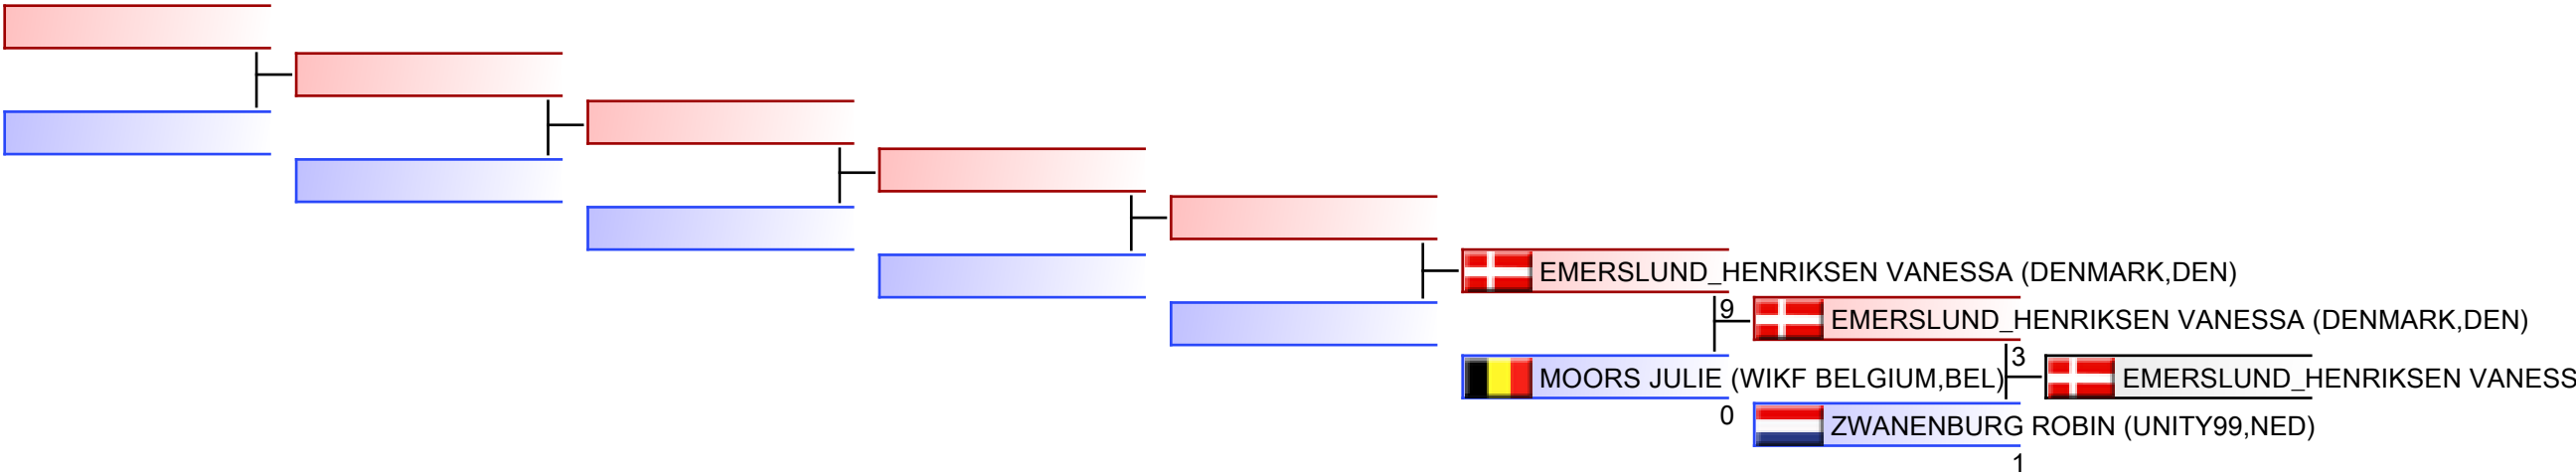 EMERSLUND_HENRIKSEN VANESSA (DENMARK,DEN)
9
EMERSLUND_HENRIKSEN VANESSA (DENMARK,DEN)
3
MOORS JULIE (WIKF BELGIUM,BEL)
EMERSLUND_HENRIKSEN VANESS
0
ZWANENBURG ROBIN (UNITY99,NED)
1